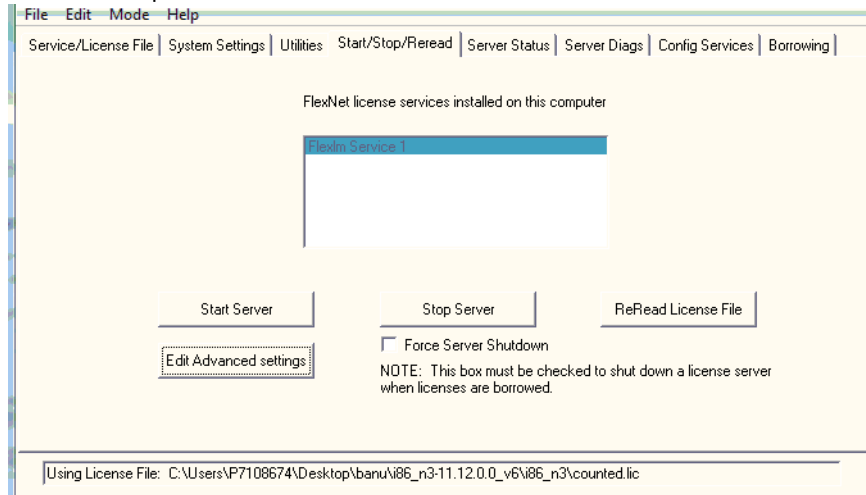 File Edit Mode Help
Service/License File System Settings Utilities Start/Stop/Reread Server Status Server Diags Config Services Borrowing
FlexNet license services installed on this computer
Flexlm Service 1
Start Server Stop Server ReRead License File
Force Server Shutdown
Edit Advanced settings
NOTE: This box must be checked to shut down a license server
when licenses are borrowed.
Using License File: C:\Users\P7108674\Desktop\banu\i86_n3-11.12.0.0_v6\i86_n3\counted.lic